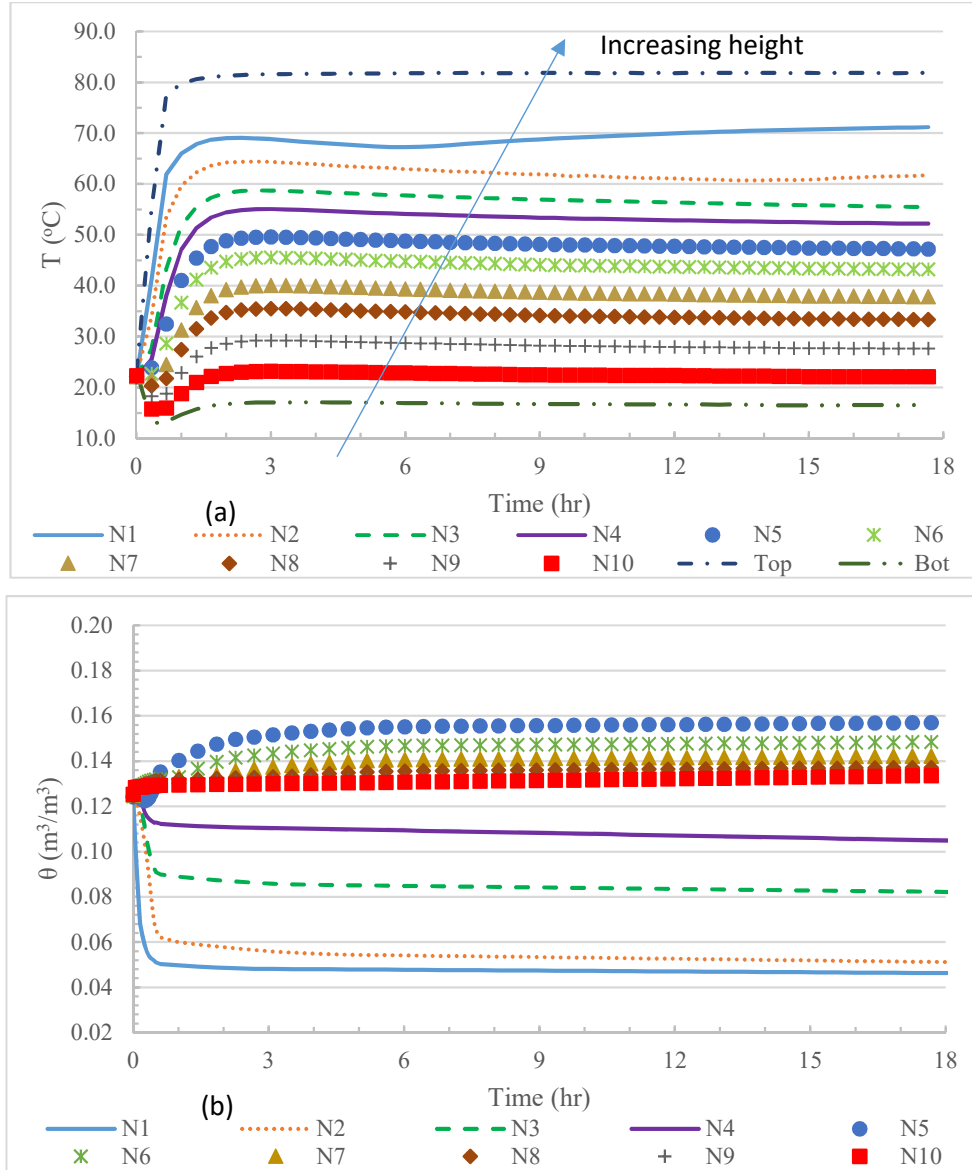 90.0
80.0
70.0
60.0
50.0
40.0
30.0
20.0
10.0
T (°C)
Increasing height
0 3 6 9 12 15 18
Time (hr)
(a)
N1 N2 N3 N4 N5 N6
N7 N8 N9 N10 Top Bot
0.20
0.18
0.16
0.14
0.12
0.10
0.08
0.06
0.04
0.02
θ (m³/m³)
0 3 6 9 12 15 18
Time (hr)
(b)
N1 N2 N3 N4 N5
N6 N7 N8 N9 N10